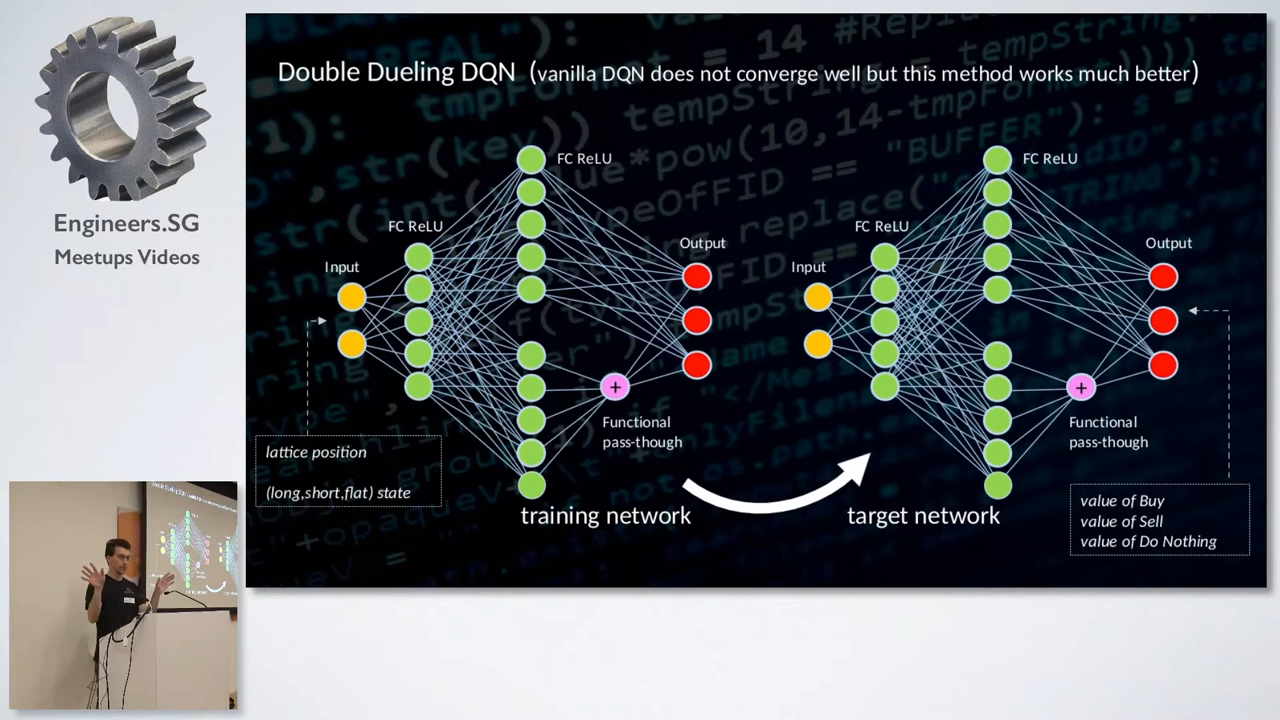 Engineers.SG
Meetups Videos
Double Dueling DQN (vanilla DQN does not converge well but this method works much better)
FC ReLU
FC ReLU
Input
Output
+
Functional
pass-though
lattice position
(long,short,flat) state
training network
FC ReLU
FC ReLU
Input
Output
+
Functional
pass-though
target network
value of Buy
value of Sell
value of Do Nothing